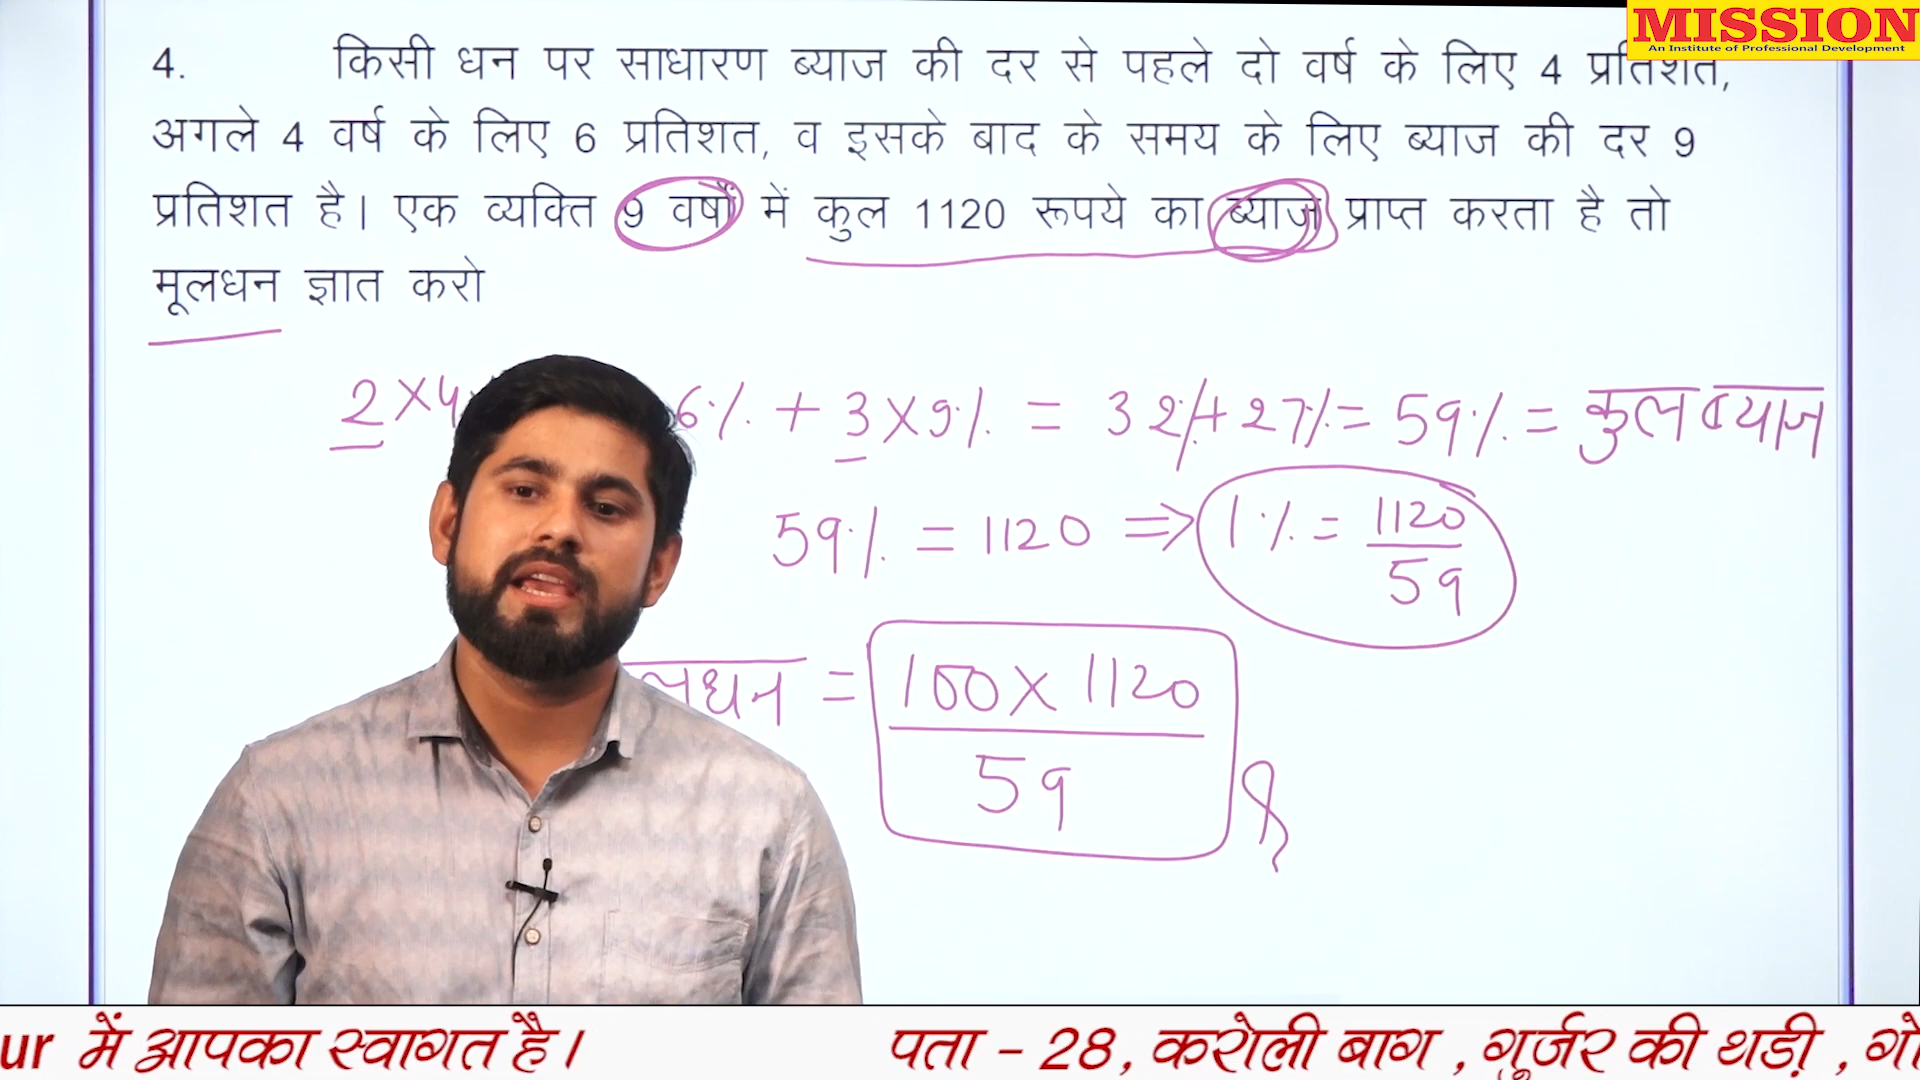 MISSION
An Institute of Professional Development
4. किसी धन पर साधारण ब्याज की दर से पहले दो वर्ष के लिए 4 प्रतिशत,
अगले 4 वर्ष के लिए 6 प्रतिशत, व इसके बाद के समय के लिए ब्याज की दर 9
प्रतिशत है। एक व्यक्ति 9 वर्षों में कुल 1120 रूपये का ब्याज प्राप्त करता है तो
मूलधन ज्ञात करो
2×4 6% + 3×9% = 32%+27% = 59% = कुल ब्याज
59% = 1120 ⇒ 1% = 1120/59
लधन = 100×1120/59
ur में आपका स्वागत है। पता - 28, करोली बाग , गुर्जर की थडी़ , गो